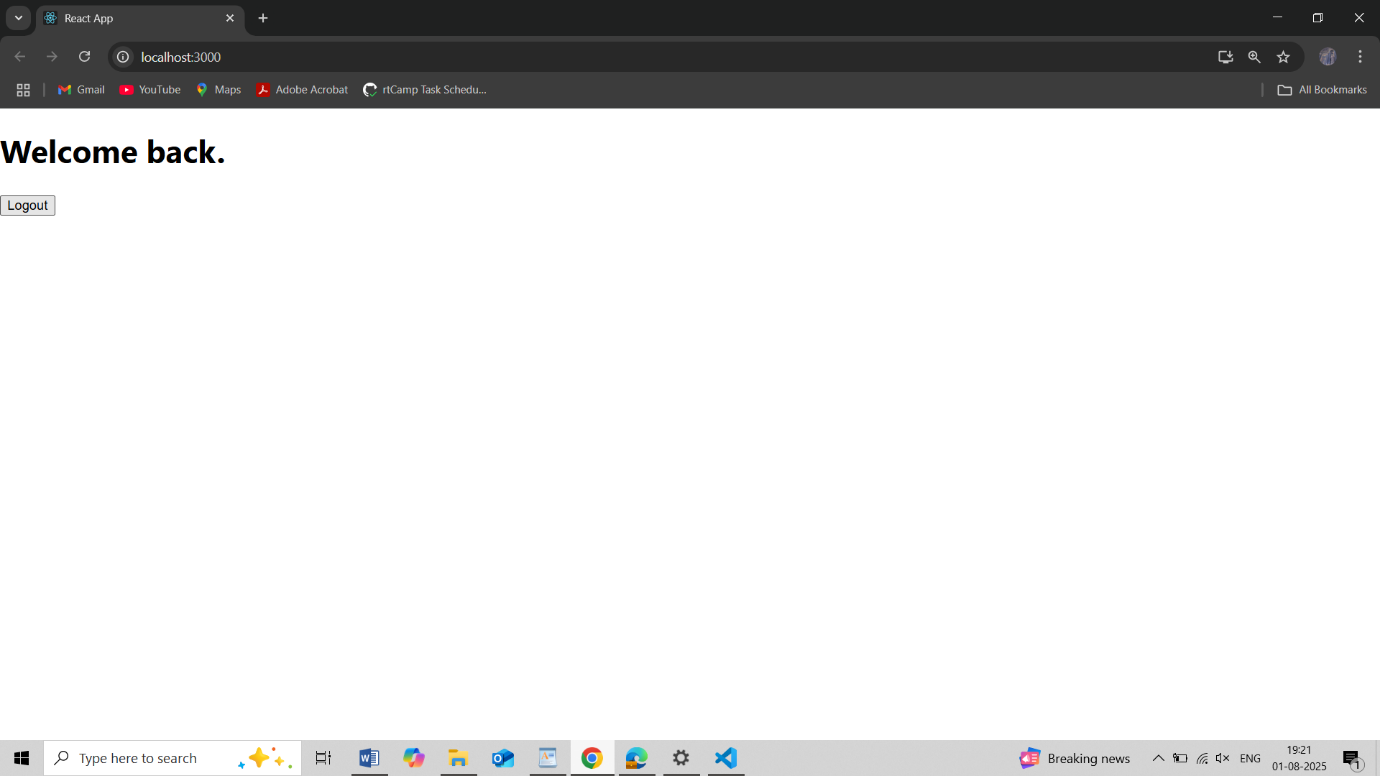 React App
localhost:3000
Gmail
YouTube
Maps
Adobe Acrobat
rtCamp Task Schedu...
All Bookmarks
Welcome back.
Logout
Type here to search
Breaking news
ENG
19:21
01-08-2025
1